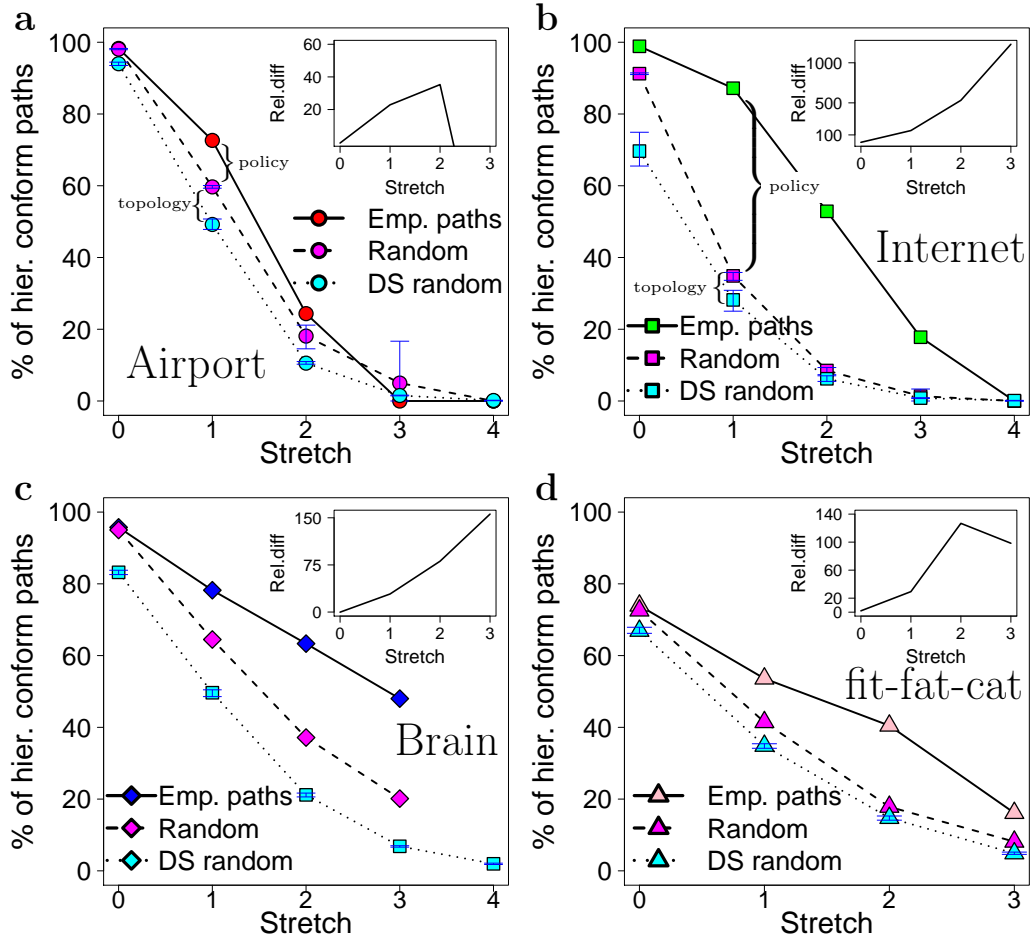 a
% of hier. conform paths
100
80
60
40
20
0
0 1 2 3 4
Stretch
policy
topology
Emp. paths
Random
DS random
Airport
Rel.diff
60
40
20
0 1 2 3
Stretch
b
% of hier. conform paths
100
80
60
40
20
0
0 1 2 3 4
Stretch
policy
topology
Internet
Emp. paths
Random
DS random
Rel.diff
1000
500
100
0 1 2 3
Stretch
c
% of hier. conform paths
100
80
60
40
20
0
0 1 2 3 4
Stretch
Brain
Emp. paths
Random
DS random
Rel.diff
150
75
0
0 1 2 3
Stretch
d
% of hier. conform paths
100
80
60
40
20
0
0 1 2 3
Stretch
fit-fat-cat
Emp. paths
Random
DS random
Rel.diff
140
100
60
20
0
0 1 2 3
Stretch